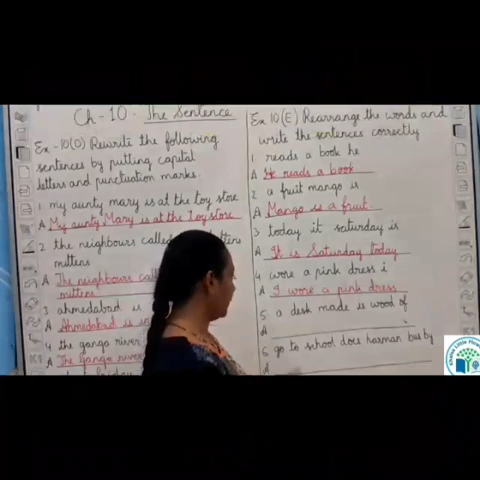 Ch - 10 . The Sentence
Ex - 10(D) Rewrite the following
sentences by putting capital
letters and punctuation marks.
1. my aunty mary is at the toy store
A My aunty Mary is at the Toy store
2 the neighbours called
mittens
A The neighbours
mittens
3 ahmedabad is
A Ahmedabad is
4 the ganga river
A The ganga river
Ex 10 (E) Rearrange the words and
write the sentences correctly
1 reads a book he
A He reads a book
2 a fruit mango is
A Mango is a fruit
3 today it saturday is
A It is Saturday today
4 wore a pink dress i
A I wore a pink dress
5 a desk made is wood of
A
6 go to school does harman bus by
A